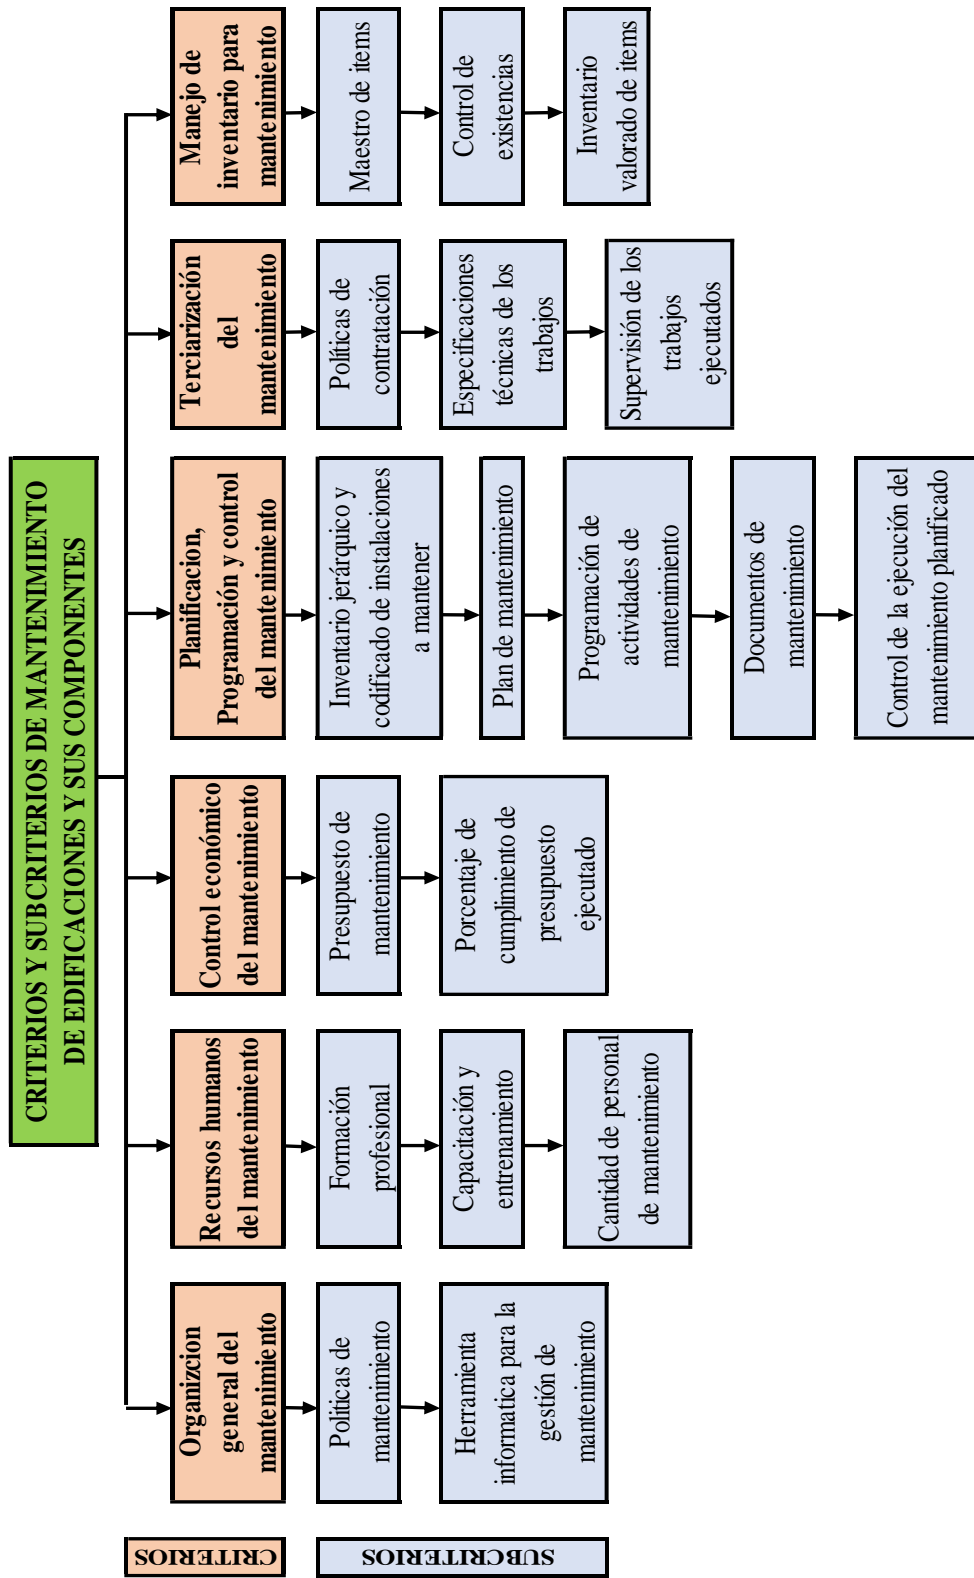 CRITERIOS Y SUBCRITERIOS DE MANTENIMIENTO
DE EDIFICACIONES Y SUS COMPONENTES
CRITERIOS
Organizcion
general del
mantenimiento
Recursos humanos
del mantenimiento
Control económico
del mantenimiento
Planificacion,
Programación y control
del mantenimiento
Terciarización
del
mantenimiento
Manejo de
inventario para
mantenimiento
SUBCRITERIOS
Politicas de
mantenimiento
Herramienta
informatica para la
gestión de
mantenimiento
Formación
profesional
Capacitación y
entrenamiento
Cantidad de personal
de mantenimiento
Presupuesto de
mantenimiento
Porcentaje de
cumplimiento de
presupuesto
ejecutado
Inventario jerárquico y
codificado de instalaciones
a mantener
Plan de mantenimiento
Programación de
actividades de
mantenimiento
Documentos de
mantenimiento
Control de la ejecución del
mantenimiento planificado
Políticas de
contratación
Especificaciones
técnicas de los
trabajos
Supervisión de los
trabajos
ejecutados
Maestro de items
Control de
existencias
Inventario
valorado de items